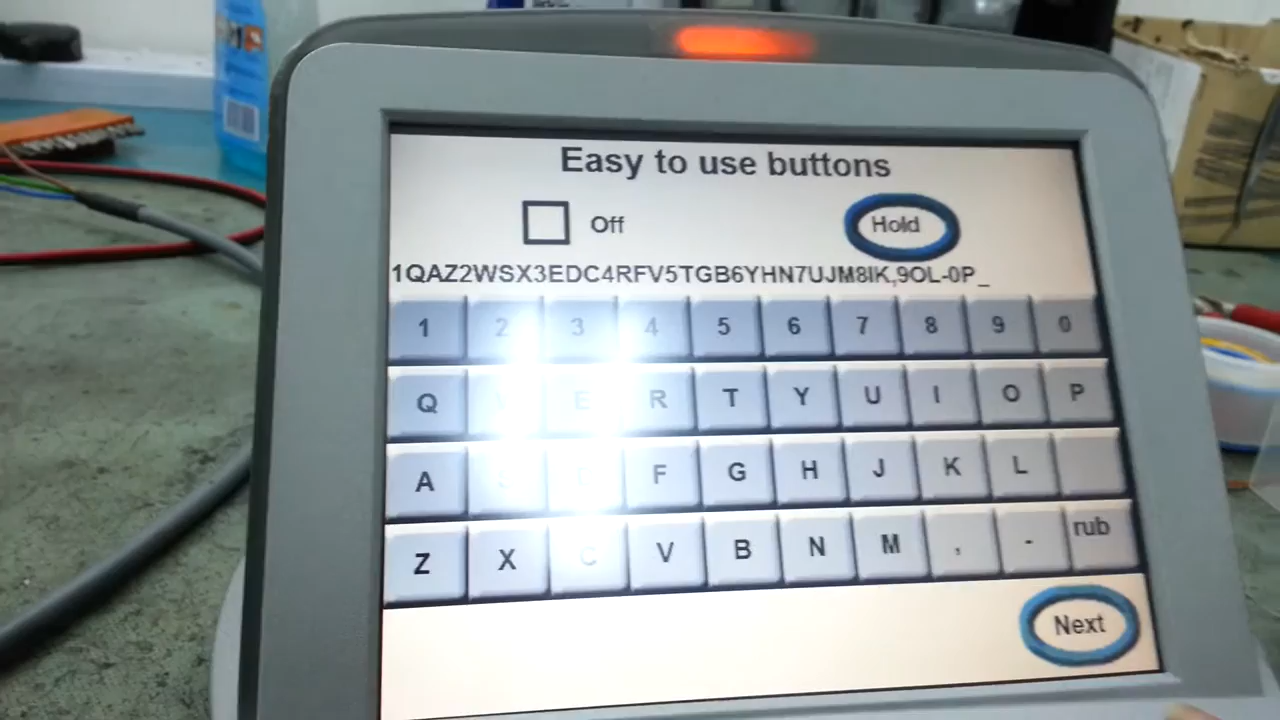 Easy to use buttons
Off
Hold
1QAZ2WSX3EDC4RFV5TGB6YHN7UJM8IK,9OL-0P_
1 2 3 4 5 6 7 8 9 0
Q E R T Y U I O P
A F G H J K L
Z X C V B N M , - rub
Next